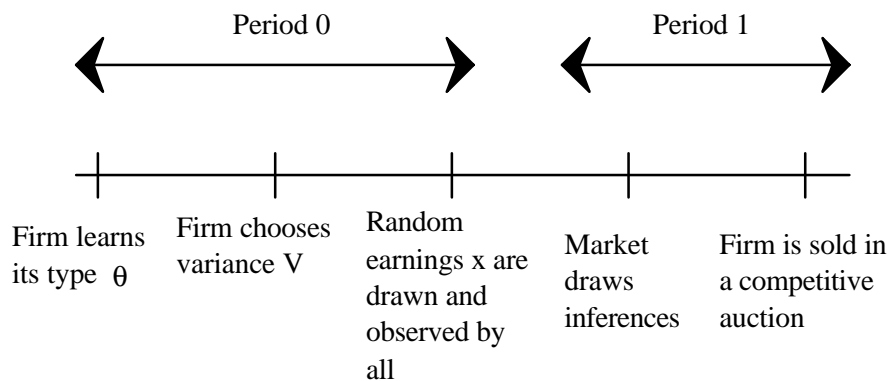 Period 0
Period 1
Firm learns
its type θ
Firm chooses
variance V
Random
earnings x are
drawn and
observed by
all
Market
draws
inferences
Firm is sold in
a competitive
auction